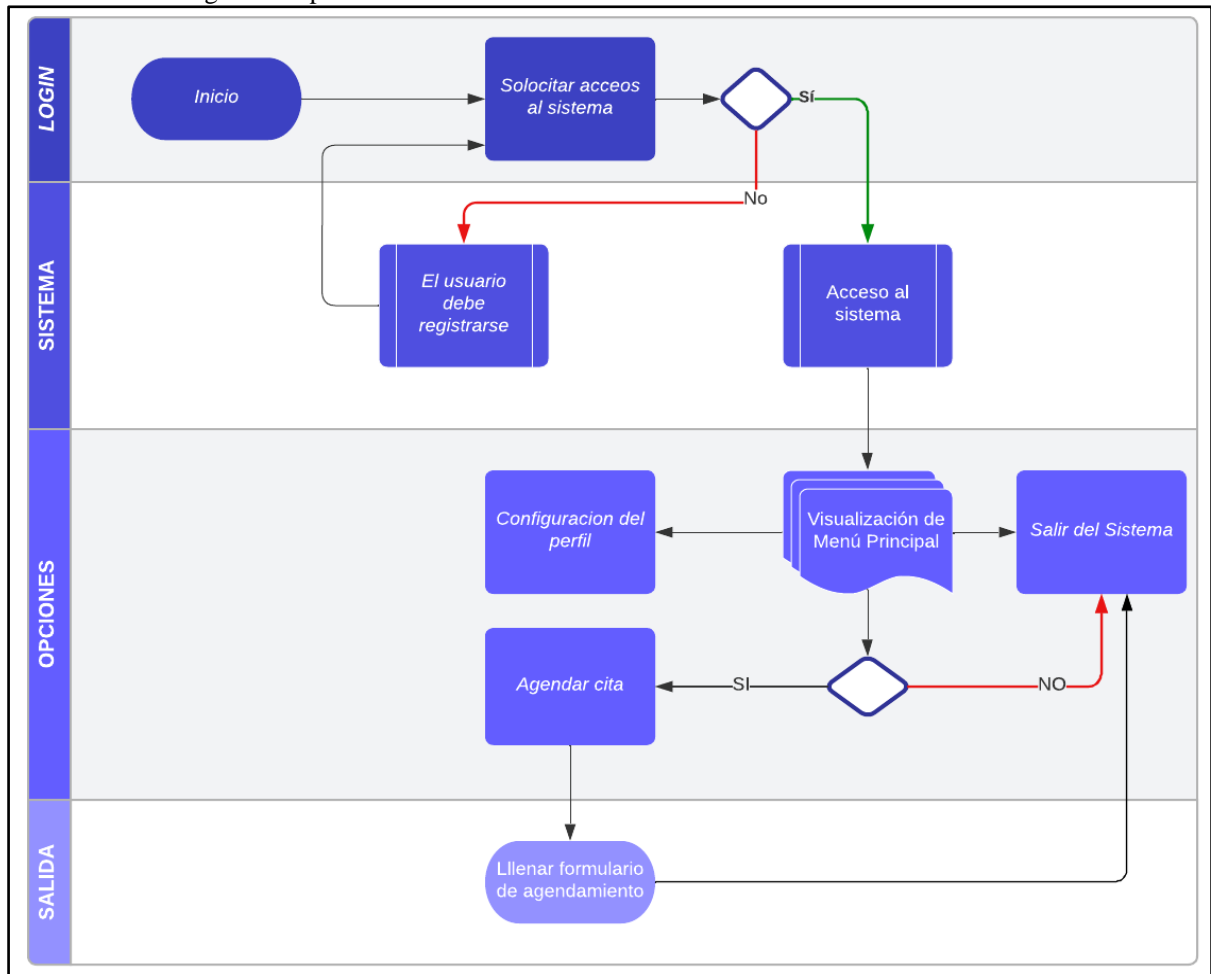 LOGIN
Inicio
Solocitar acceos
al sistema
Sí
No
SISTEMA
El usuario
debe
registrarse
Acceso al
sistema
OPCIONES
Configuracion del
perfil
Visualización de
Menú Principal
Salir del Sistema
Agendar cita
SI
NO
SALIDA
Lllenar formulario
de agendamiento